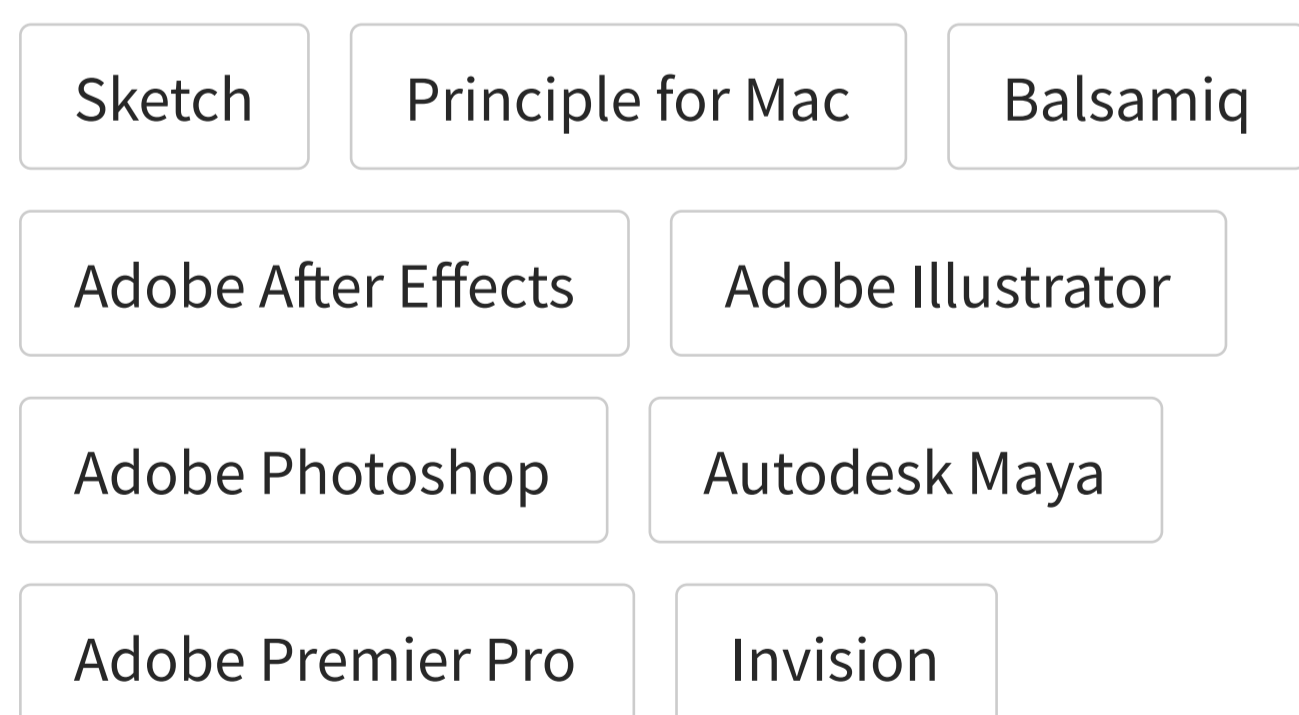 Sketch Principle for Mac Balsamiq
Adobe After Effects Adobe Illustrator
Adobe Photoshop Autodesk Maya
Adobe Premier Pro Invision